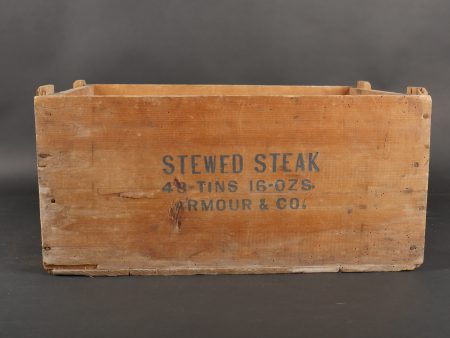 STEWED STEAK
48-TINS 16-OZS.
ARMOUR & CO.